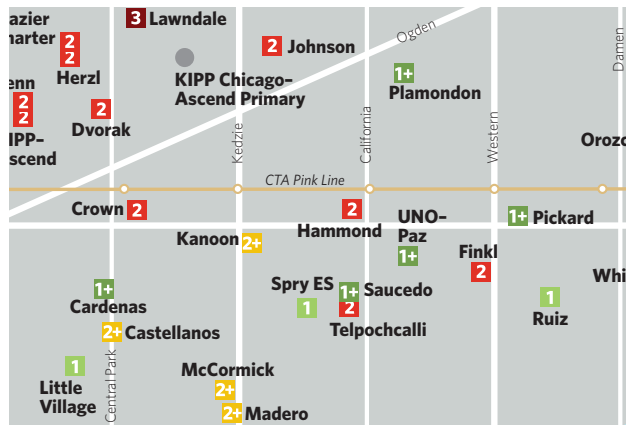 azier
harter
2
2
Herzl
3 Lawndale
2 Johnson
Ogden
Damen
KIPP Chicago–
Ascend Primary
1+
Plamondon
enn
2
2
IPP–
scend
2
Dvorak
Kedzie
California
Western
Orozc
CTA Pink Line
Crown 2
2
Hammond
UNO–
Paz
1+
1+ Pickard
Kanoon 2+
Finkl
2
Whi
Spry ES
1
1+ Saucedo
2
Telpochcalli
1
Ruiz
1+
Cardenas
2+ Castellanos
Central Park
1
Little
Village
McCormick
2+
2+ Madero